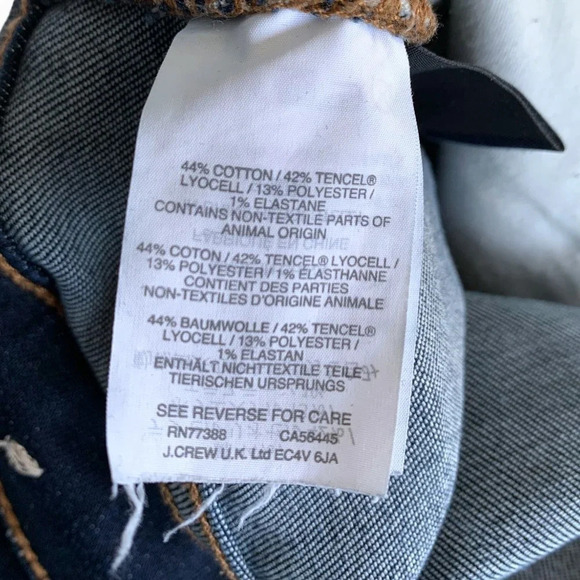 44% COTTON / 42% TENCEL®
LYOCELL / 13% POLYESTER /
1% ELASTANE
CONTAINS NON-TEXTILE PARTS OF
ANIMAL ORIGIN
44% COTON / 42% TENCEL LYOCELL /
13% POLYESTER / 1% ELASTHANNE
CONTIENT DES PARTIES
NON-TEXTILES D'ORIGINE ANIMALE
44% BAUMWOLLE / 42% TENCEL®
LYOCELL / 13% POLYESTER /
1% ELASTAN
ENTHÄLT NICHTTEXTILE TEILE
TIERISCHEN URSPRUNGS
SEE REVERSE FOR CARE
RN77388 CA56445
J.CREW U.K. Ltd EC4V 6JA